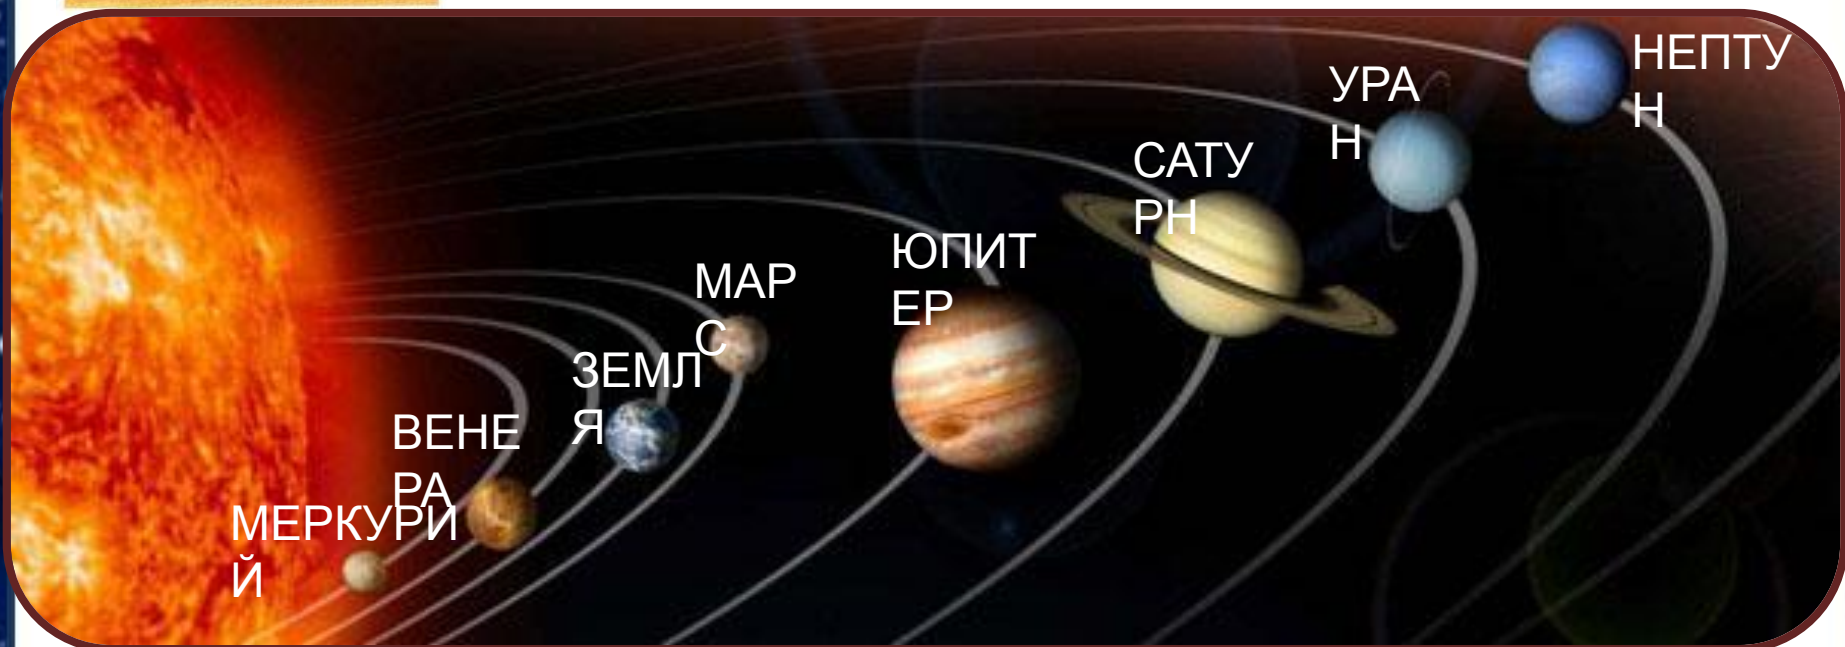 МЕРКУРИ
Й
ВЕНЕ
РА
ЗЕМЛ
Я
МАР
С
ЮПИТ
ЕР
САТУ
РН
УРА
Н
НЕПТУ
Н